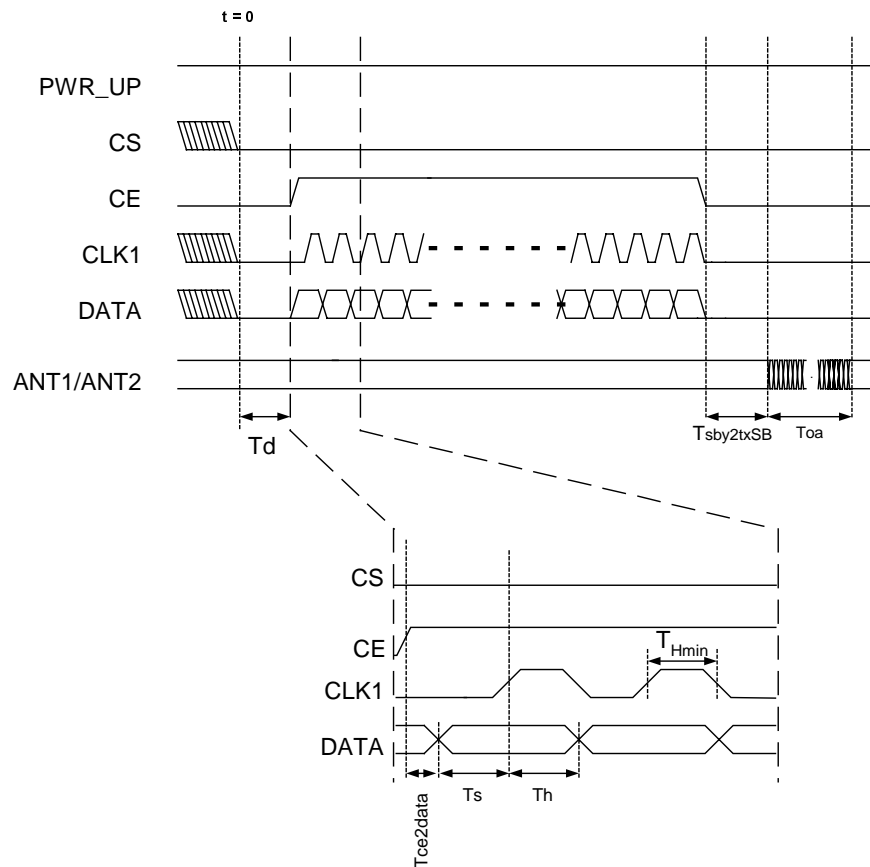 t = 0
PWR_UP
CS
CE
CLK1
DATA
ANT1/ANT2
Td
Tsby2txSB
Toa
CS
CE
THmin
CLK1
DATA
Ts
Th
Tce2data